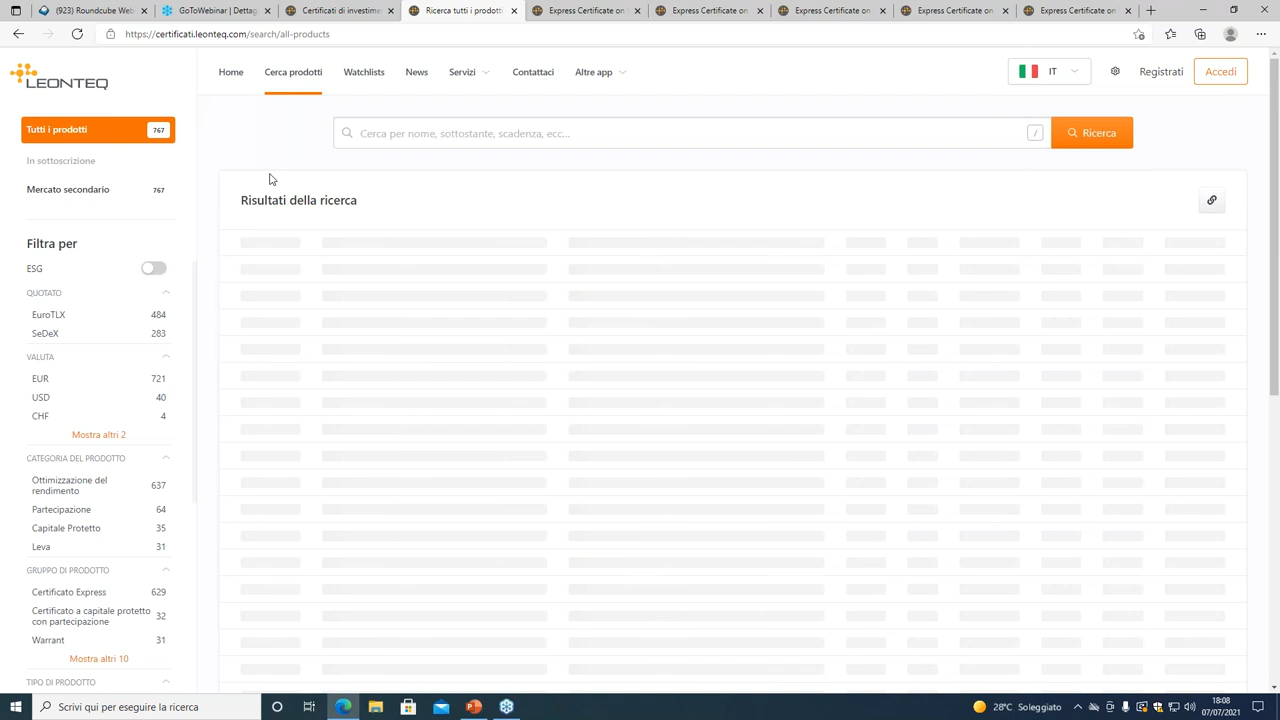 (923) Roundcube Webm
GoToWebinar | Dettag
Certificati di investimen
Ricerca tutti i prodotti
Express Certificate on
Express Certificate on
Express Certificate on
Express Certificate on
Express Certificate on
https://certificati.leonteq.com/search/all-products
LEONTEQ
Home
Cerca prodotti
Watchlists
News
Servizi
Contattaci
Altre app
IT
Registrati
Accedi
Cerca per nome, sottostante, scadenza, ecc...
/
Ricerca
Tutti i prodotti 767
In sottoscrizione
Mercato secondario 767
Risultati della ricerca
Filtra per
ESG
QUOTATO
EuroTLX 484
SeDeX 283
VALUTA
EUR 721
USD 40
CHF 4
Mostra altri 2
CATEGORIA DEL PRODOTTO
Ottimizzazione del
rendimento 637
Partecipazione 64
Capitale Protetto 35
Leva 31
GRUPPO DI PRODOTTO
Certificato Express 629
Certificato a capitale protetto
con partecipazione 32
Warrant 31
Mostra altri 10
TIPO DI PRODOTTO
Scrivi qui per eseguire la ricerca
28°C Soleggiato
18:08
07/07/2021